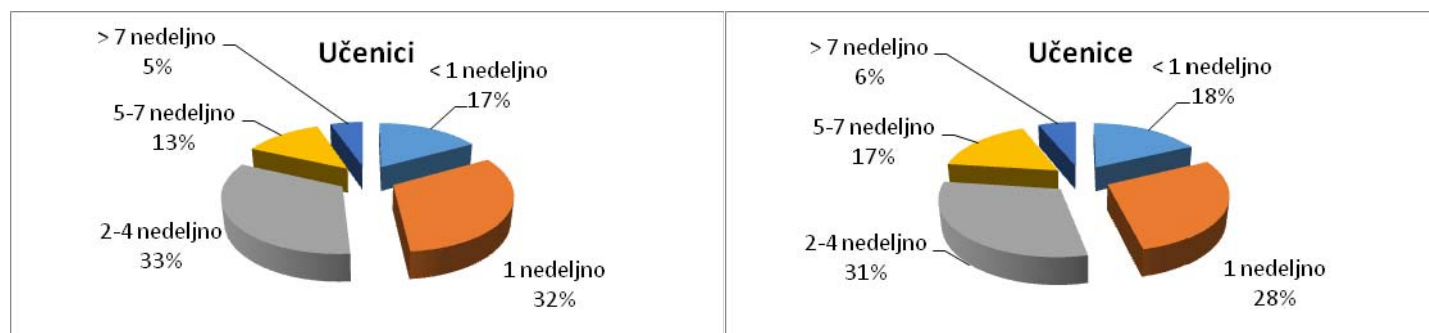 Učenici
> 7 nedeljno
5%
< 1 nedeljno
17%
5-7 nedeljno
13%
2-4 nedeljno
33%
1 nedeljno
32%
Učenice
> 7 nedeljno
6%
< 1 nedeljno
18%
5-7 nedeljno
17%
2-4 nedeljno
31%
1 nedeljno
28%